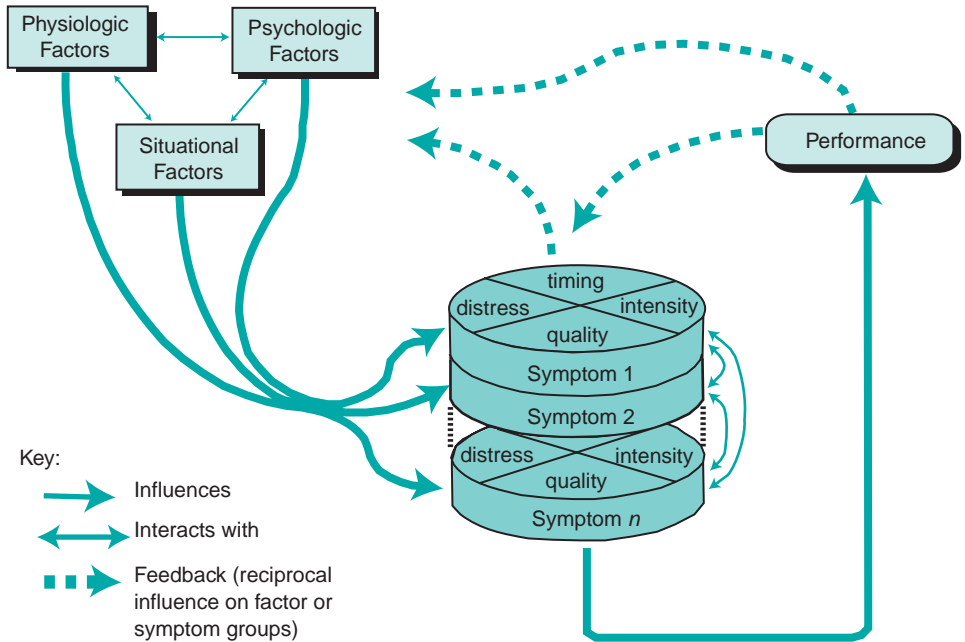 Physiologic
Factors
Psychologic
Factors
Situational
Factors
Performance
timing
distress
intensity
quality
Symptom 1
Symptom 2
distress
intensity
quality
Symptom n
Key:
Influences
Interacts with
Feedback (reciprocal
influence on factor or
symptom groups)